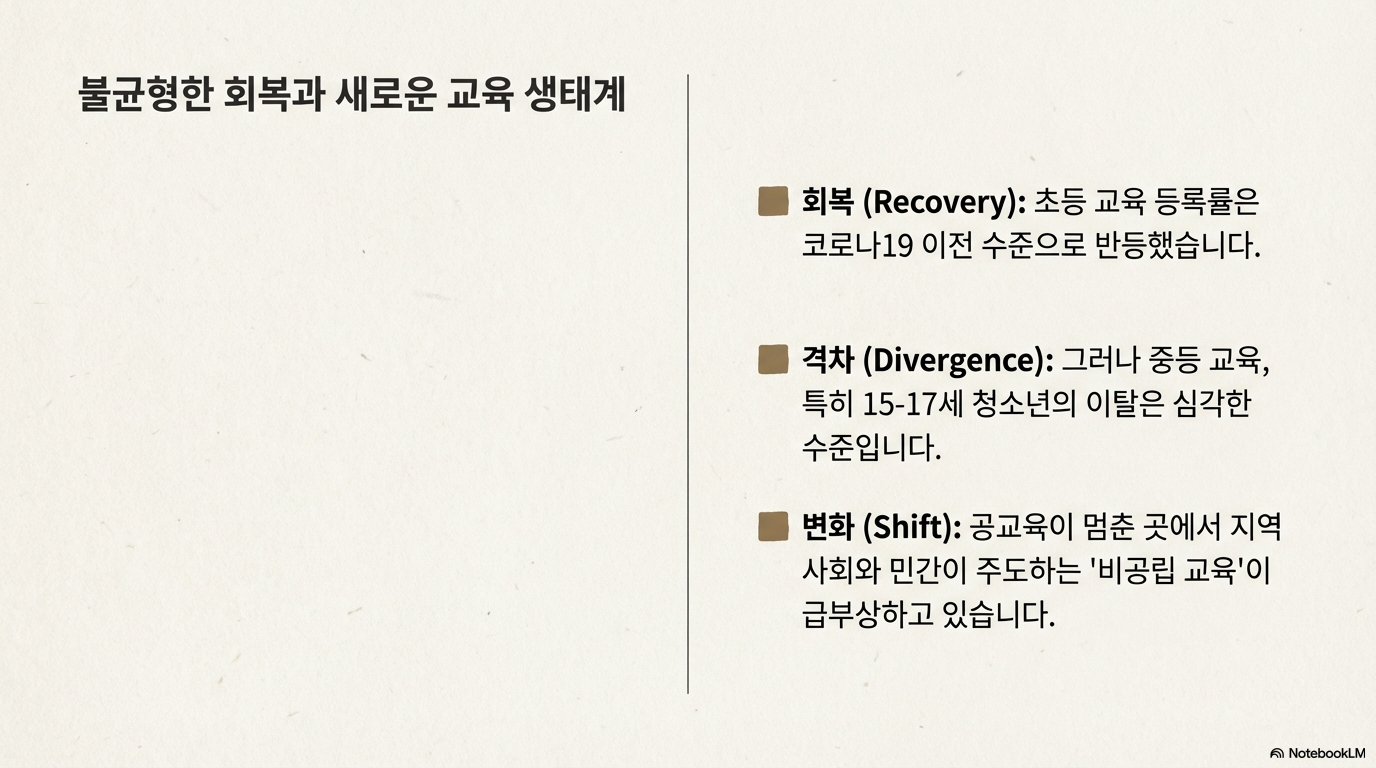 불균형한 회복과 새로운 교육 생태계
회복 (Recovery): 초등 교육 등록률은
코로나19 이전 수준으로 반등했습니다.
격차 (Divergence): 그러나 중등 교육,
특히 15-17세 청소년의 이탈은 심각한
수준입니다.
변화 (Shift): 공교육이 멈춘 곳에서 지역
사회와 민간이 주도하는 '비공립 교육'이
급부상하고 있습니다.
NotebookLM